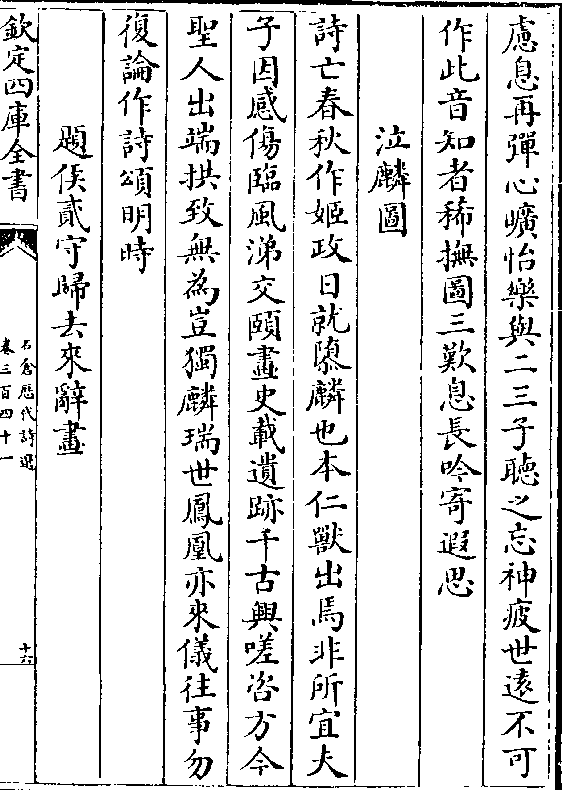 慮息再彈心曠怡樂與二三子聽之忘神疲世遠不可
作此音知者稀撫圖三歎息長吟寄遐思
泣麟圖
詩亡春秋作姬政日就隳麟也本仁獸出焉非所宜夫
子因感傷臨風涕交頤畫史載遺跡千古興嗟咨方今
聖人出端拱致無為豈獨麟瑞世鳳凰亦來儀往事勿
復論作詩頌明時
題侯貳守歸去來辭畫
欽定四庫全書
石倉歷代詩選
卷三百四十一
十六